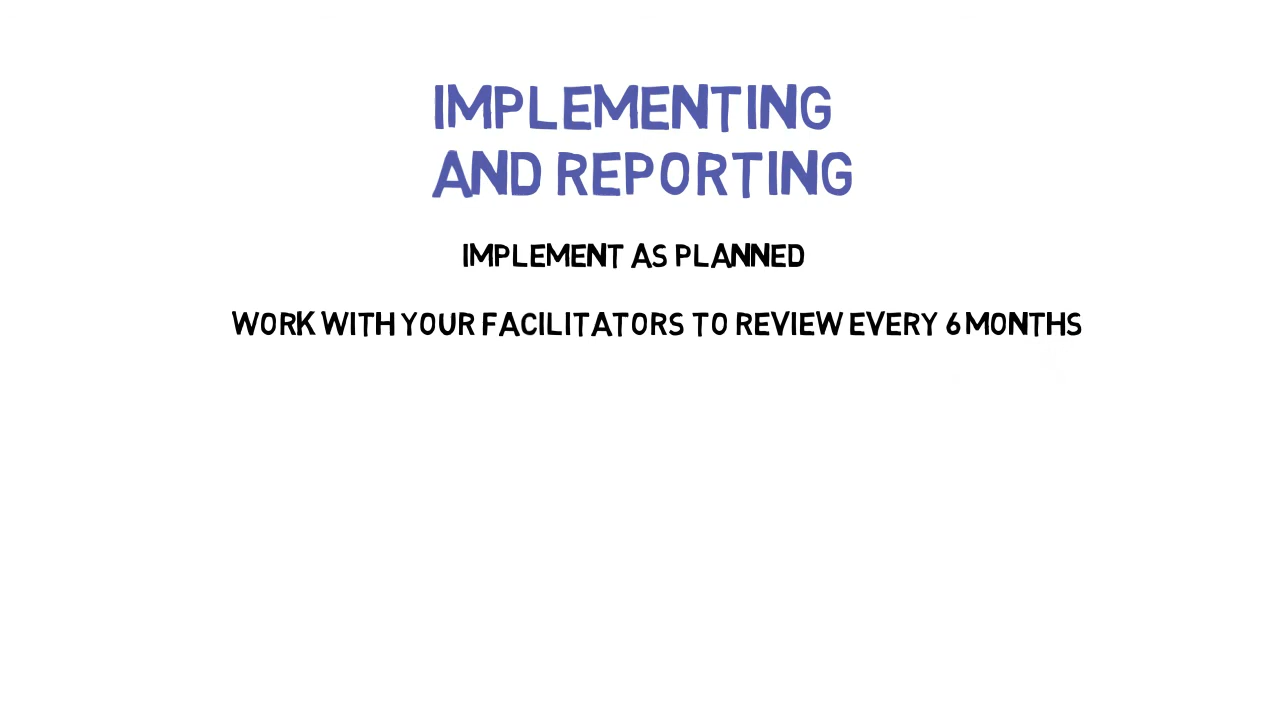 IMPLEMENTING
AND REPORTING
IMPLEMENT AS PLANNED
WORK WITH YOUR FACILITATORS TO REVIEW EVERY 6 MONTHS